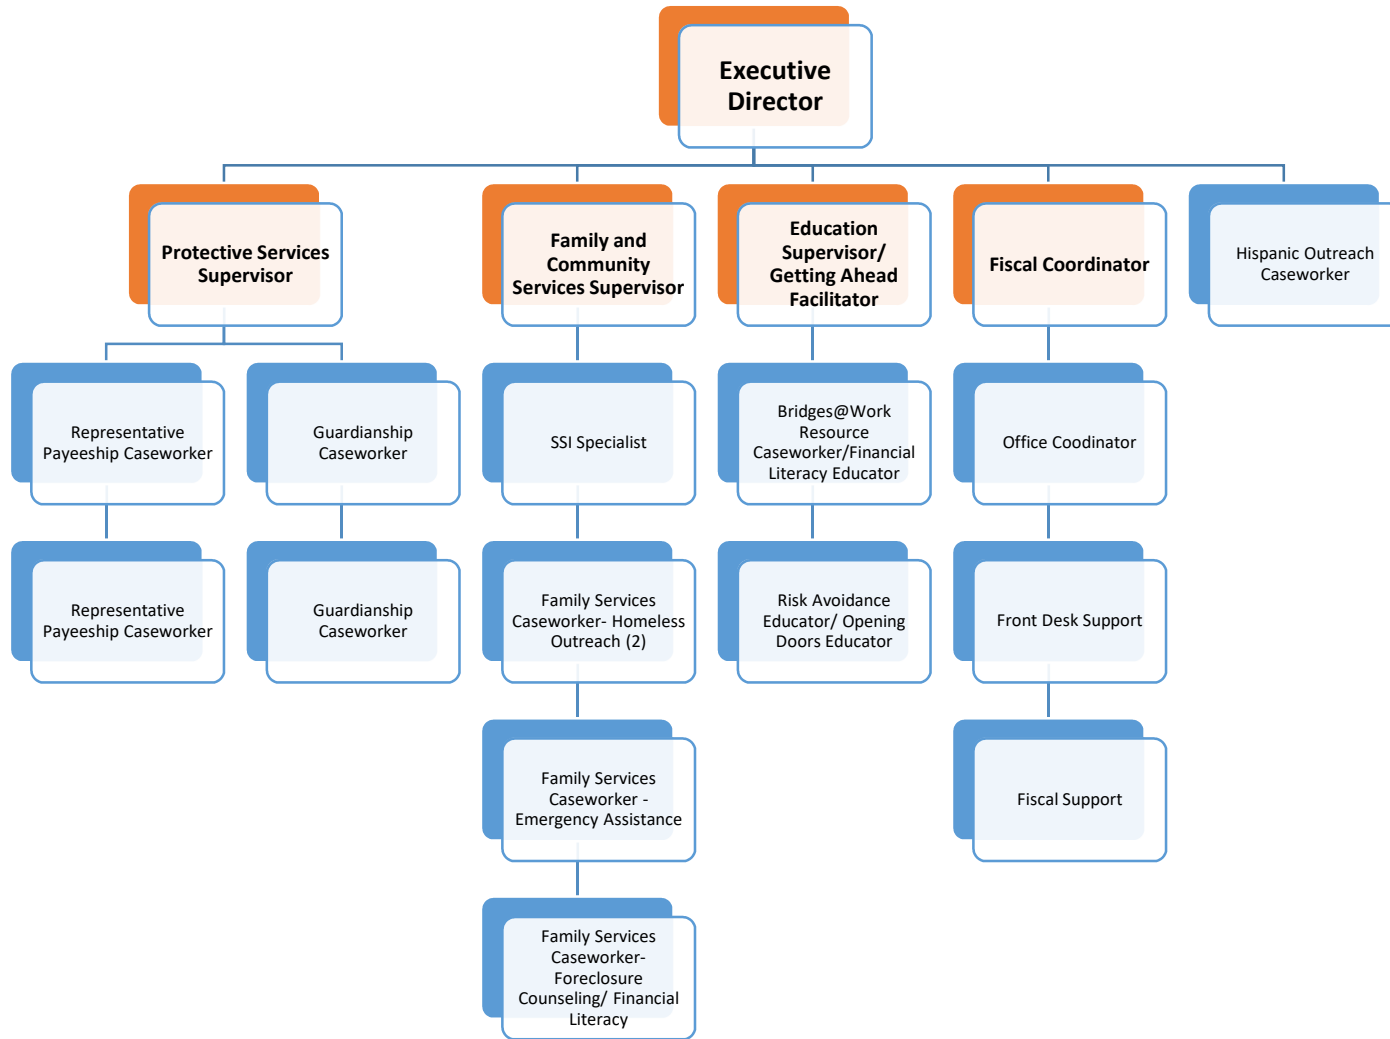 Executive
Director
Protective Services
Supervisor
Family and
Community
Services Supervisor
Education
Supervisor/
Getting Ahead
Facilitator
Fiscal Coordinator
Hispanic Outreach
Caseworker
Representative
Payeeship Caseworker
Guardianship
Caseworker
SSI Specialist
Bridges@Work
Resource
Caseworker/Financial
Literacy Educator
Office Coodinator
Representative
Payeeship Caseworker
Guardianship
Caseworker
Family Services
Caseworker- Homeless
Outreach (2)
Risk Avoidance
Educator/ Opening
Doors Educator
Front Desk Support
Family Services
Caseworker -
Emergency Assistance
Fiscal Support
Family Services
Caseworker-
Foreclosure
Counseling/ Financial
Literacy